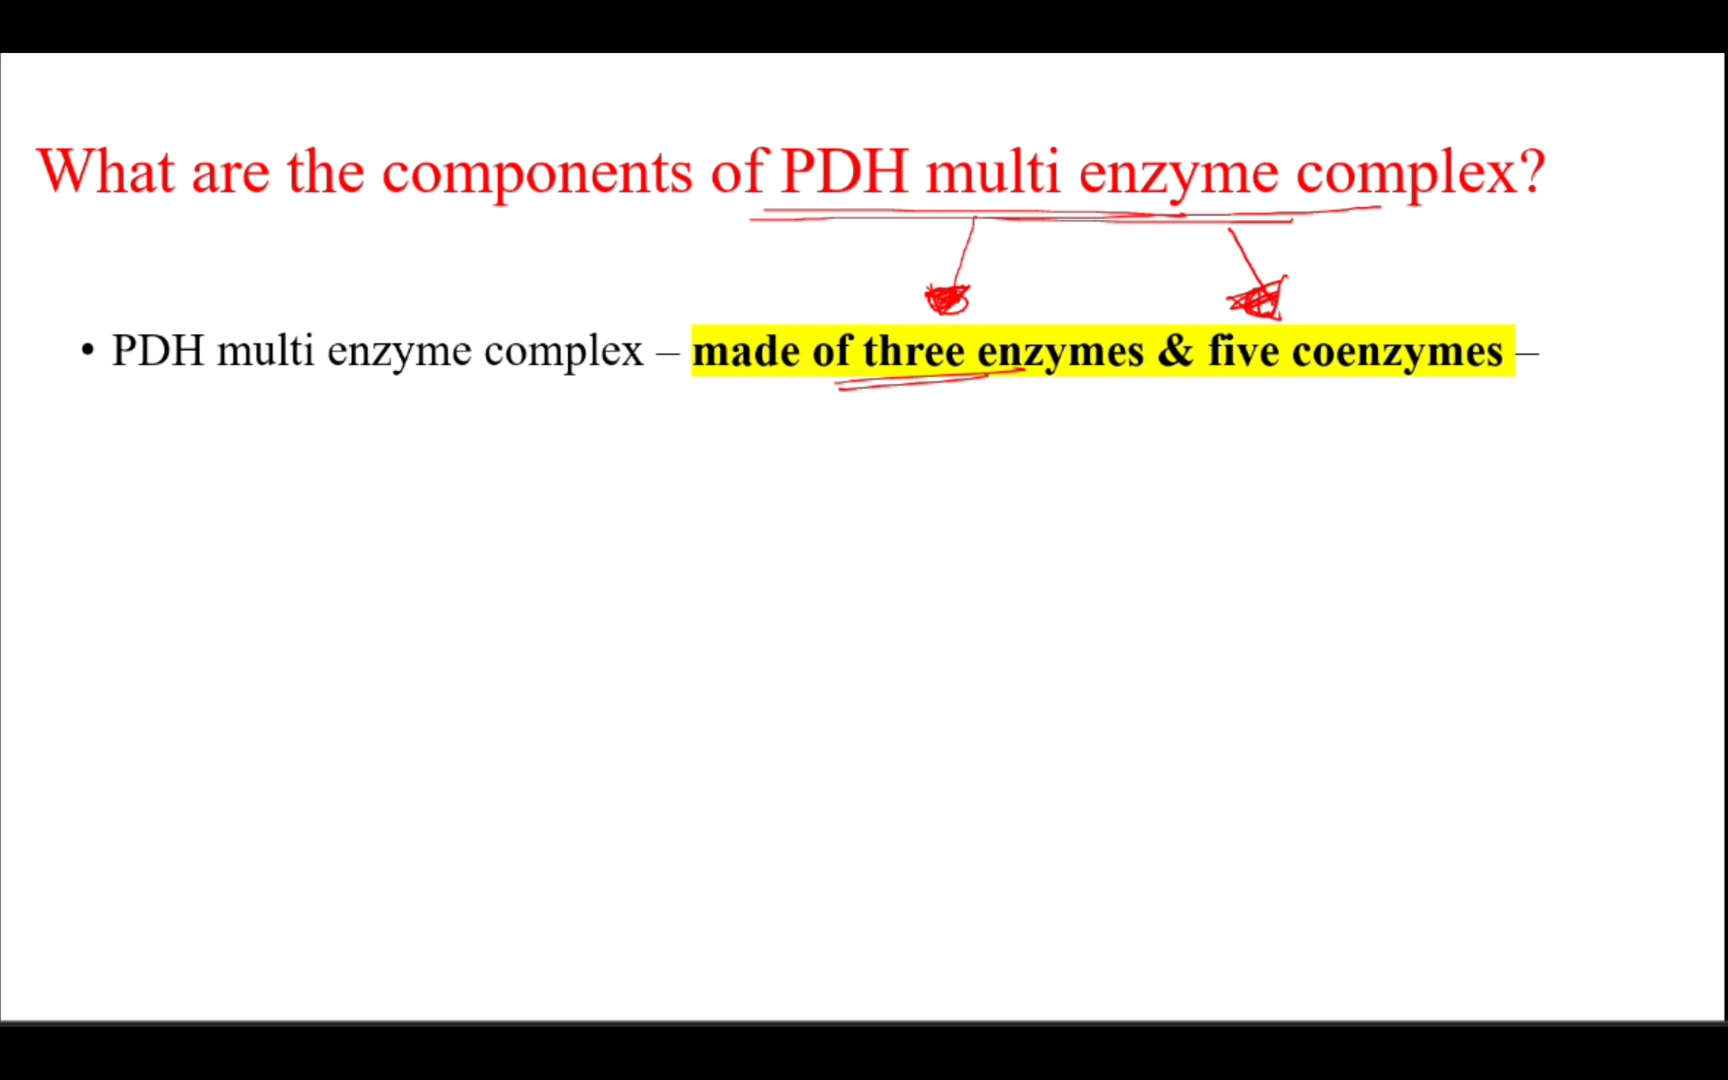 What are the components of PDH multi enzyme complex?
• PDH multi enzyme complex – made of three enzymes & five coenzymes –